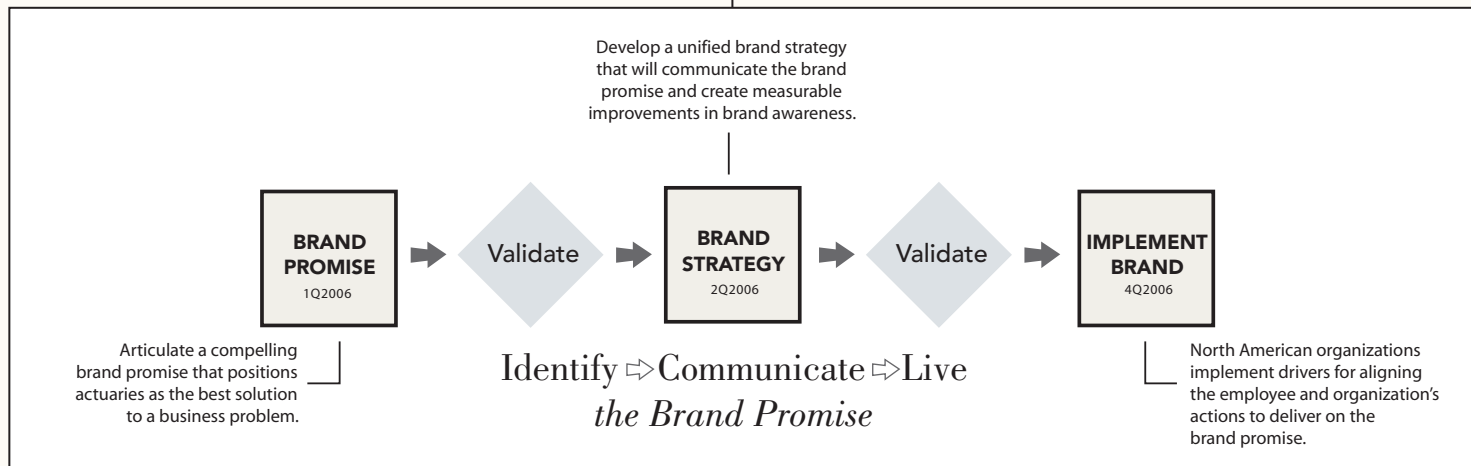 Develop a unified brand strategy
that will communicate the brand
promise and create measurable
improvements in brand awareness.
BRAND
PROMISE
1Q2006
Validate
BRAND
STRATEGY
2Q2006
Validate
IMPLEMENT
BRAND
4Q2006
Articulate a compelling
brand promise that positions
actuaries as the best solution
to a business problem.
Identify ⇨ Communicate ⇨ Live
the Brand Promise
North American organizations
implement drivers for aligning
the employee and organization’s
actions to deliver on the
brand promise.